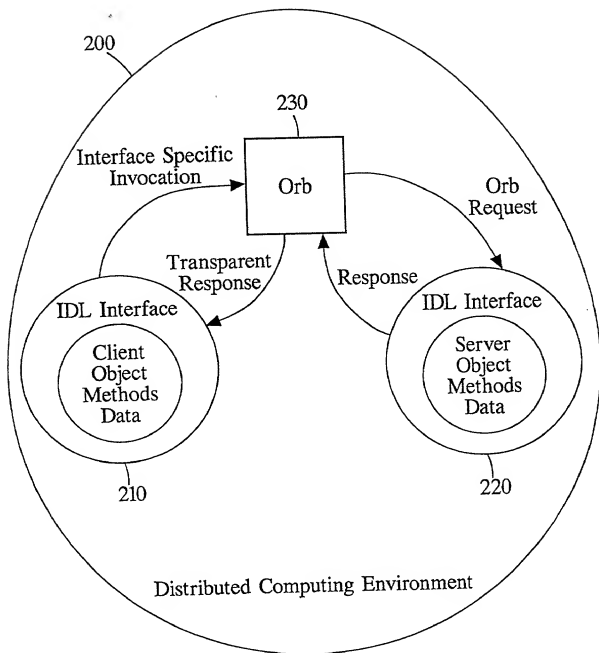 200
230
Interface Specific
Invocation
Orb
Orb
Request
Transparent
Response
Response
IDL Interface
Client
Object
Methods
Data
IDL Interface
Server
Object
Methods
Data
210
220
Distributed Computing Environment